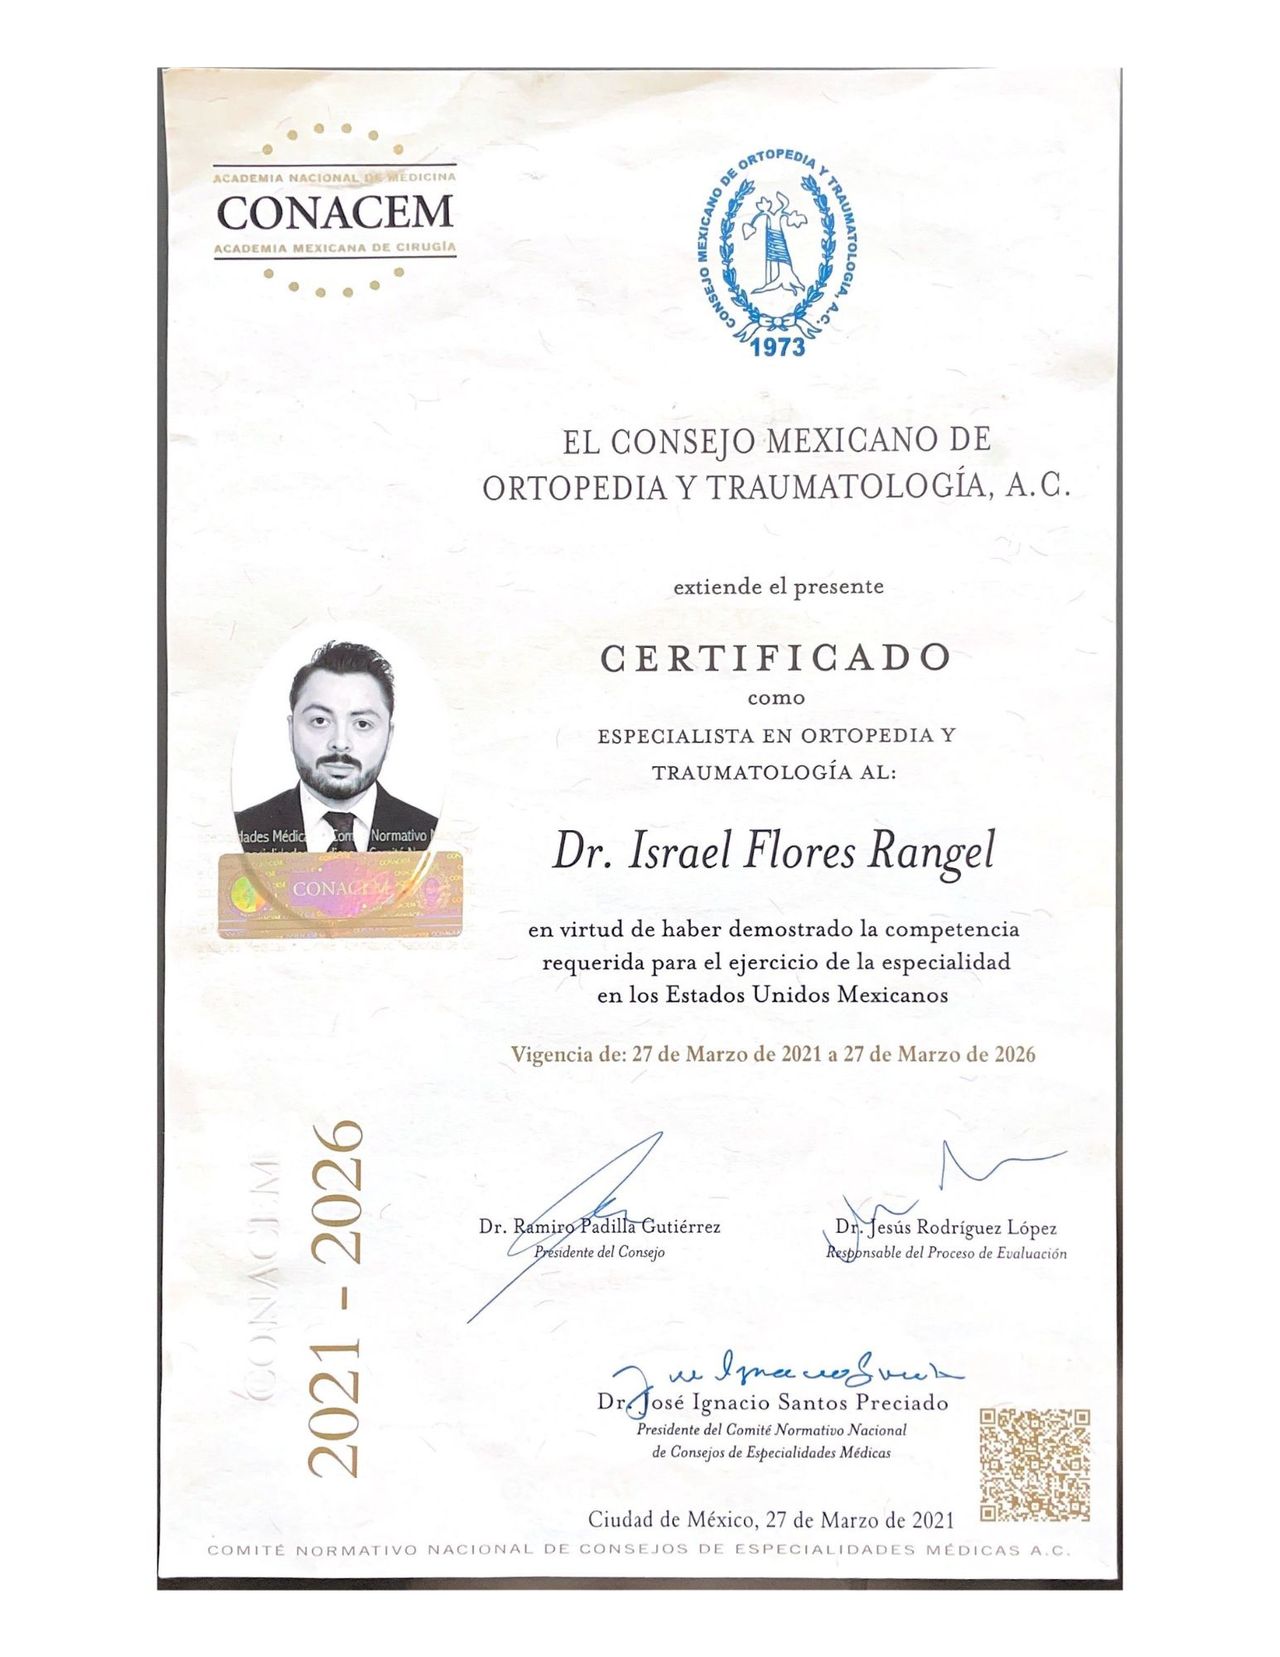 ACADEMIA NACIONAL DE MEDICINA
CONACEM
ACADEMIA MEXICANA DE CIRUGÍA
CONSEJO MEXICANO DE ORTOPEDIA Y TRAUMATOLOGIA, A.C.
1973
EL CONSEJO MEXICANO DE
ORTOPEDIA Y TRAUMATOLOGÍA, A.C.
extiende el presente
CERTIFICADO
como
ESPECIALISTA EN ORTOPEDIA Y
TRAUMATOLOGÍA AL:
Dr. Israel Flores Rangel
en virtud de haber demostrado la competencia
requerida para el ejercicio de la especialidad
en los Estados Unidos Mexicanos
Vigencia de: 27 de Marzo de 2021 a 27 de Marzo de 2026
Normativo
CONACEM
CONACEM
2021 - 2026
Dr. Ramiro Padilla Gutiérrez
Presidente del Consejo
Dr. Jesús Rodríguez López
Responsable del Proceso de Evaluación
Dr. José Ignacio Santos Preciado
Presidente del Comité Normativo Nacional
de Consejos de Especialidades Médicas
Ciudad de México, 27 de Marzo de 2021
COMITÉ NORMATIVO NACIONAL DE CONSEJOS DE ESPECIALIDADES MÉDICAS A.C.